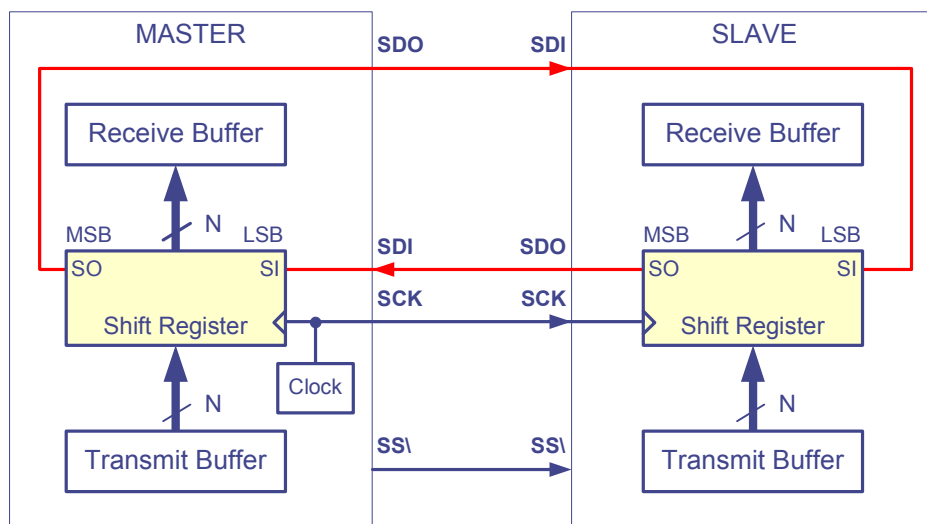 MASTER
SDO
SDI
SLAVE
Receive Buffer
Receive Buffer
N
N
MSB
LSB
SDI
SDO
MSB
LSB
SO
SI
SO
SI
SCK
SCK
Shift Register
Shift Register
Clock
N
N
SS\
SS\
Transmit Buffer
Transmit Buffer